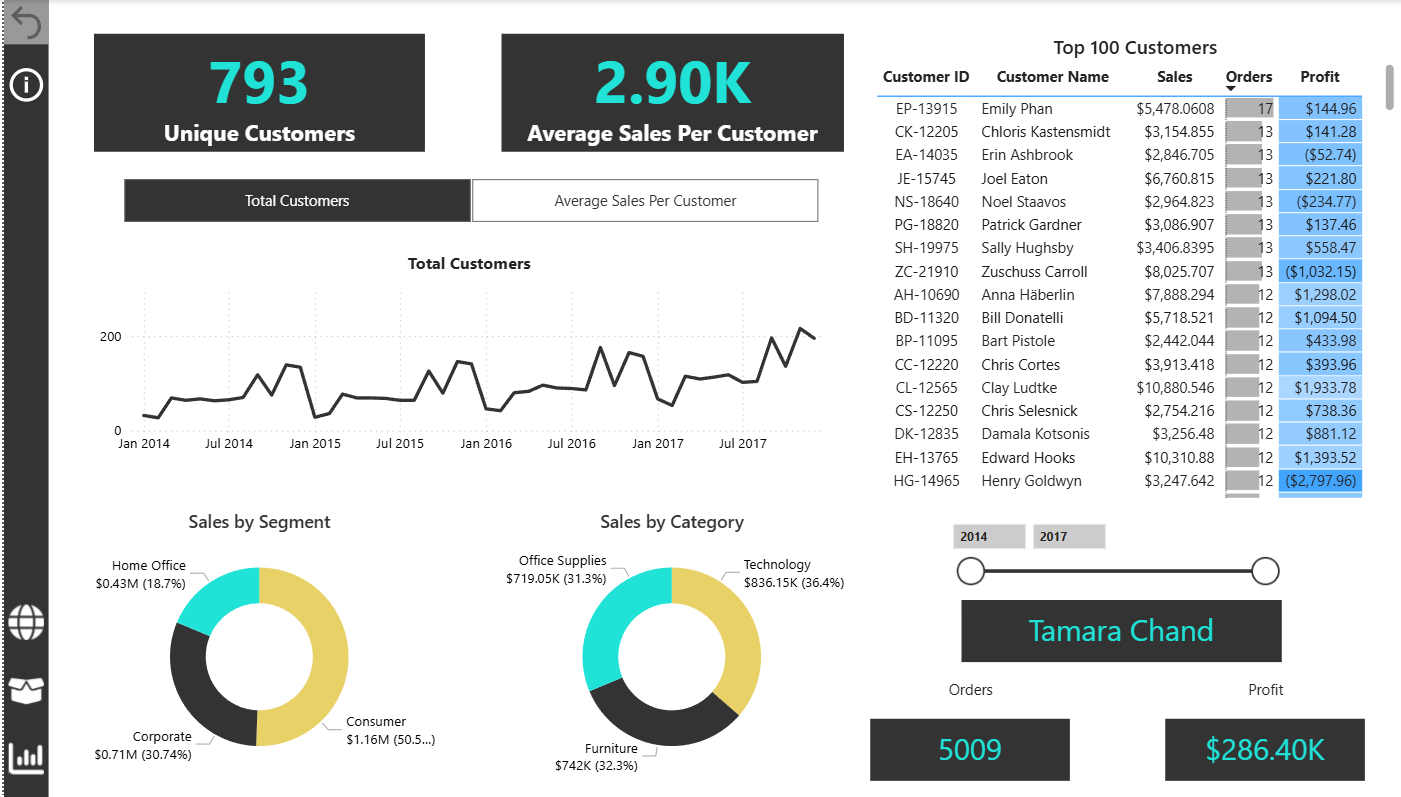 793
Unique Customers
2.90K
Average Sales Per Customer
Total Customers
Average Sales Per Customer
Total Customers
200
0
Jan 2014 Jul 2014 Jan 2015 Jul 2015 Jan 2016 Jul 2016 Jan 2017 Jul 2017
Sales by Segment
Home Office
$0.43M (18.7%)
Corporate
$0.71M (30.74%)
Consumer
$1.16M (50.5...)
Sales by Category
Office Supplies
$719.05K (31.3%)
Technology
$836.15K (36.4%)
Furniture
$742K (32.3%)
Top 100 Customers
Customer ID Customer Name Sales Orders Profit
EP-13915 Emily Phan $5,478.0608 17 $144.96
CK-12205 Chloris Kastensmidt $3,154.855 13 $141.28
EA-14035 Erin Ashbrook $2,846.705 13 ($52.74)
JE-15745 Joel Eaton $6,760.815 13 $221.80
NS-18640 Noel Staavos $2,964.823 13 ($234.77)
PG-18820 Patrick Gardner $3,086.907 13 $137.46
SH-19975 Sally Hughsby $3,406.8395 13 $558.47
ZC-21910 Zuschuss Carroll $8,025.707 13 ($1,032.15)
AH-10690 Anna Häberlin $7,888.294 12 $1,298.02
BD-11320 Bill Donatelli $5,718.521 12 $1,094.50
BP-11095 Bart Pistole $2,442.044 12 $433.98
CC-12220 Chris Cortes $3,913.418 12 $393.96
CL-12565 Clay Ludtke $10,880.546 12 $1,933.78
CS-12250 Chris Selesnick $2,754.216 12 $738.36
DK-12835 Damala Kotsonis $3,256.48 12 $881.12
EH-13765 Edward Hooks $10,310.88 12 $1,393.52
HG-14965 Henry Goldwyn $3,247.642 12 ($2,797.96)
2014 2017
Tamara Chand
Orders
5009
Profit
$286.40K